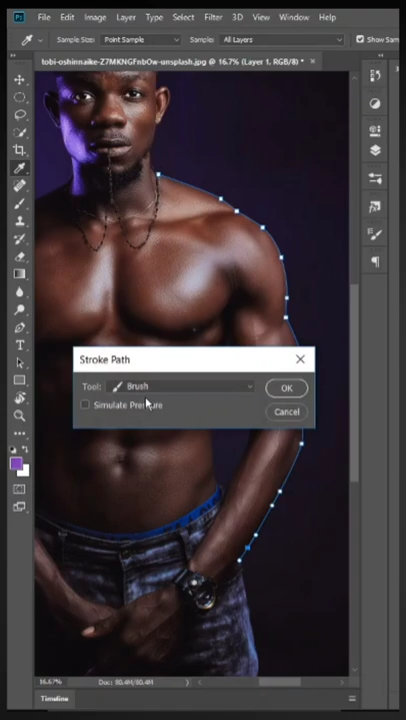 Ps File Edit Image Layer Type Select Filter 3D View Window Help
Sample Size: Point Sample Sample: All Layers Show Sam
tobi-oshinnaike-Z7MKNGFnbOw-unsplash.jpg @ 16.7% (Layer 1, RGB/8) * ×
Stroke Path
Tool: Brush
OK
Simulate Pressure
Cancel
T
16.67% Doc: 80.4M/80.4M
Timeline